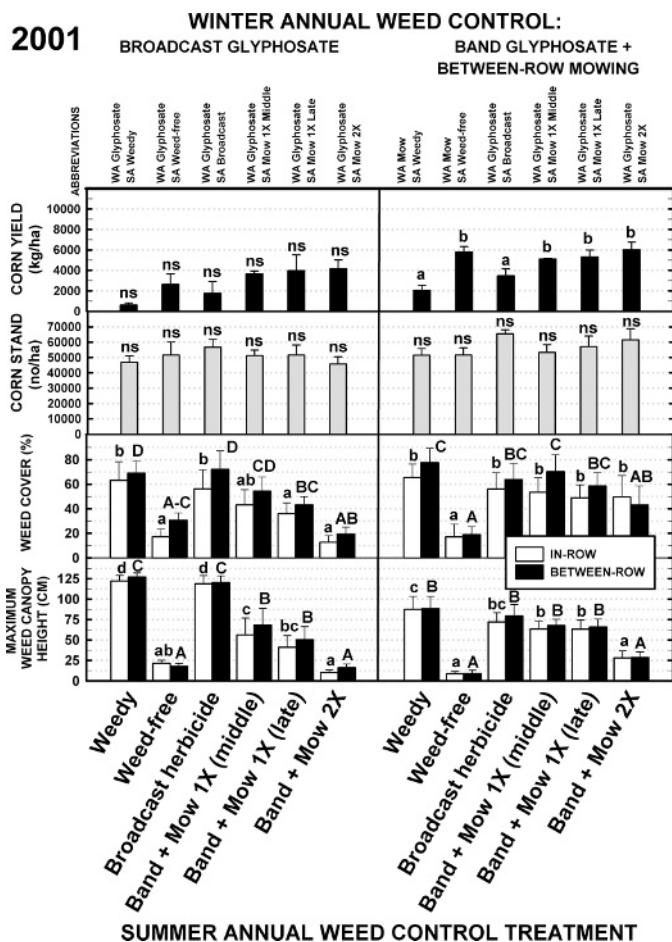 2001
WINTER ANNUAL WEED CONTROL:
BROADCAST GLYPHOSATE
BAND GLYPHOSATE +
BETWEEN-ROW MOWING
ABBREVIATIONS
WA Glyphosate
SA Weedy
WA Glyphosate
SA Weed-free
WA Glyphosate
SA Broadcast
WA Glyphosate
SA Mow 1X Middle
WA Glyphosate
SA Mow 1X Late
WA Glyphosate
SA Mow 2X
WA Mow
SA Weedy
WA Mow
SA Weed-free
WA Glyphosate
SA Broadcast
WA Glyphosate
SA Mow 1X Middle
WA Glyphosate
SA Mow 1X Late
WA Glyphosate
SA Mow 2X
CORN YIELD
(kg/ha)
10000
8000
6000
4000
2000
0
ns ns ns ns ns ns
a b a b b b
CORN STAND
(no/ha)
70000
60000
50000
40000
30000
20000
10000
0
ns ns ns ns ns ns
ns ns ns ns ns ns
WEED COVER (%)
80
60
40
20
0
b D a A-C b D ab CD a BC a AB
b C a A b BC b C b BC b AB
IN-ROW
BETWEEN-ROW
MAXIMUM
WEED CANOPY
HEIGHT (CM)
125
100
75
50
25
0
d C ab A d C c B bc B a A
c B a A bc B b B b B a A
Weedy
Weed-free
Broadcast herbicide
Band + Mow 1X (middle)
Band + Mow 1X (late)
Band + Mow 2X
Weedy
Weed-free
Broadcast herbicide
Band + Mow 1X (middle)
Band + Mow 1X (late)
Band + Mow 2X
SUMMER ANNUAL WEED CONTROL TREATMENT